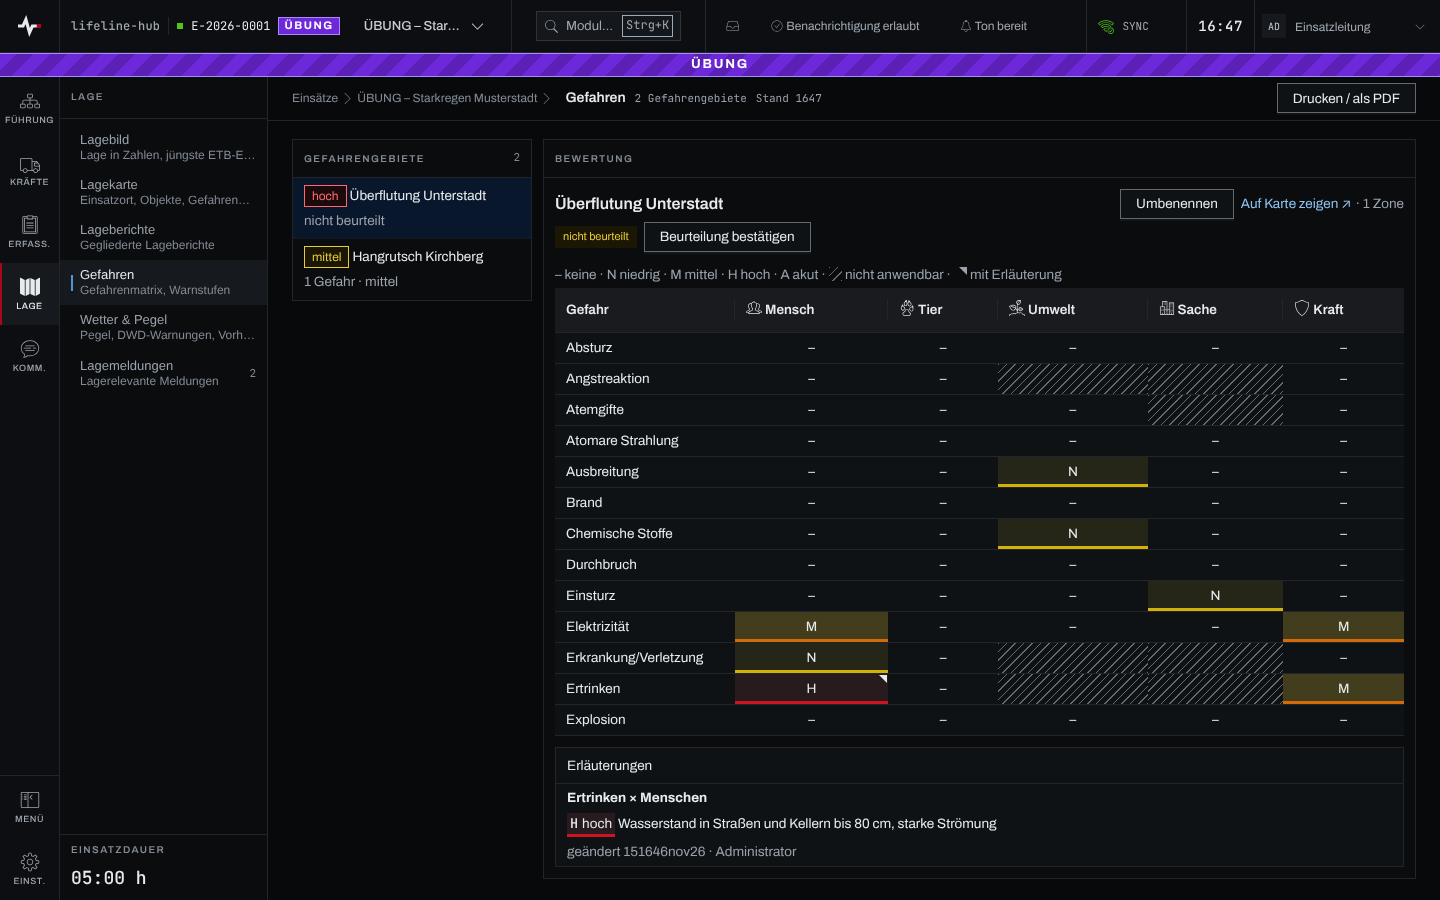 lifeline-hub E-2026-0001 ÜBUNG ÜBUNG – Star... Modul... Strg+K Benachrichtigung erlaubt Ton bereit SYNC 16:47 AD Einsatzleitung
ÜBUNG
FÜHRUNG
KRÄFTE
ERFASS.
LAGE
KOMM.
MENÜ
EINST.
LAGE
Lagebild
Lage in Zahlen, jüngste ETB-E...
Lagekarte
Einsatzort, Objekte, Gefahren...
Lageberichte
Gegliederte Lageberichte
Gefahren
Gefahrenmatrix, Warnstufen
Wetter & Pegel
Pegel, DWD-Warnungen, Vorh...
Lagemeldungen
Lagerelevante Meldungen 2
EINSATZDAUER
05:00 h
Einsätze ÜBUNG – Starkregen Musterstadt Gefahren 2 Gefahrengebiete Stand 1647 Drucken / als PDF
GEFAHRENGEBIETE 2
hoch Überflutung Unterstadt
nicht beurteilt
mittel Hangrutsch Kirchberg
1 Gefahr · mittel
BEWERTUNG
Überflutung Unterstadt Umbenennen Auf Karte zeigen ↗ · 1 Zone
nicht beurteilt Beurteilung bestätigen
– keine · N niedrig · M mittel · H hoch · A akut · nicht anwendbar · mit Erläuterung
Gefahr Mensch Tier Umwelt Sache Kraft
Absturz – – – – –
Angstreaktion – – –
Atemgifte – – – –
Atomare Strahlung – – – – –
Ausbreitung – – N – –
Brand – – – – –
Chemische Stoffe – – N – –
Durchbruch – – – – –
Einsturz – – – N –
Elektrizität M – – – M
Erkrankung/Verletzung N – –
Ertrinken H – M
Explosion – – – – –
Erläuterungen
Ertrinken × Menschen
H hoch Wasserstand in Straßen und Kellern bis 80 cm, starke Strömung
geändert 151646nov26 · Administrator